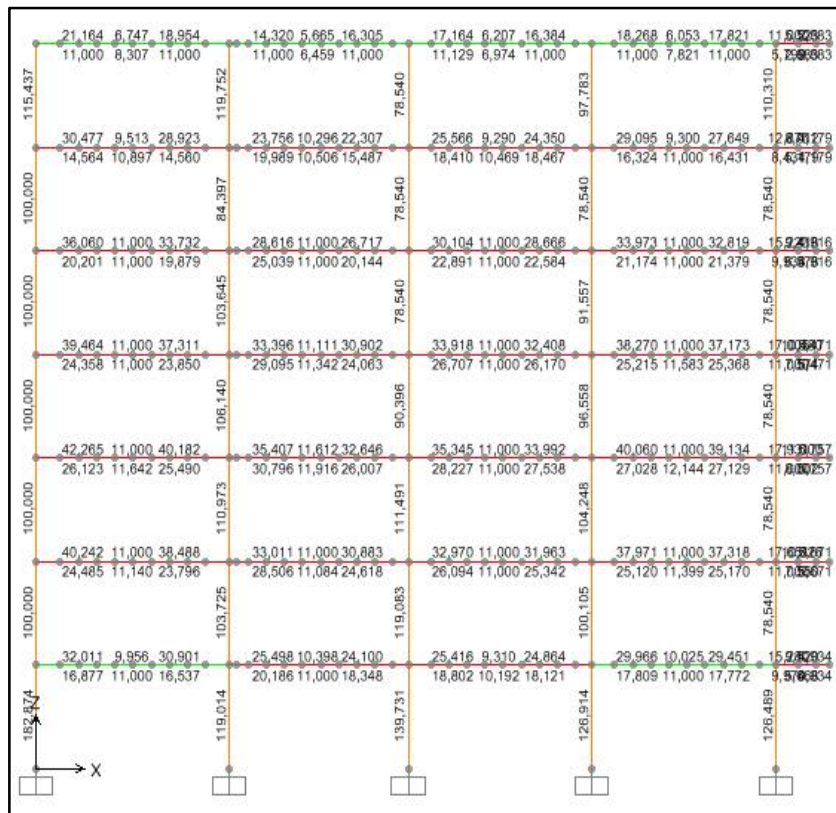 21,164 6,747 18,954 14,320 5,665 16,305 17,164 6,207 16,384 18,268 6,053 17,821
11,000 8,307 11,000 11,000 6,459 11,000 11,129 6,974 11,000 11,000 7,821 11,000
115,437 119,752 78,540 97,783 110,310
30,477 9,513 28,923 23,756 10,296 22,307 25,566 9,290 24,350 29,095 9,300 27,649
14,564 10,897 14,560 19,989 10,506 15,487 18,410 10,469 18,467 16,324 11,000 16,431
100,000 84,397 78,540 78,540 78,540
36,060 11,000 33,732 28,616 11,000 26,717 30,104 11,000 28,666 33,973 11,000 32,819
20,201 11,000 19,879 25,039 11,000 20,144 22,891 11,000 22,584 21,174 11,000 21,379
100,000 103,645 78,540 91,557 78,540
39,464 11,000 37,311 33,396 11,111 30,902 33,918 11,000 32,408 38,270 11,000 37,173
24,358 11,000 23,850 29,095 11,342 24,063 26,707 11,000 26,170 25,215 11,583 25,368
100,000 106,140 90,396 96,558 78,540
42,265 11,000 40,182 35,407 11,612 32,646 35,345 11,000 33,992 40,060 11,000 39,134
26,123 11,642 25,490 30,796 11,916 26,007 28,227 11,000 27,538 27,028 12,144 27,129
100,000 110,973 111,491 104,248 78,540
40,242 11,000 38,488 33,011 11,000 30,883 32,970 11,000 31,963 37,971 11,000 37,318
24,485 11,140 23,796 28,506 11,084 24,618 26,094 11,000 25,342 25,120 11,399 25,170
100,000 103,725 119,083 100,105 78,540
32,011 9,956 30,901 25,498 10,398 24,100 25,416 9,310 24,864 29,966 10,025 29,451
16,877 11,000 16,537 20,186 11,000 18,348 18,802 10,192 18,121 17,809 11,000 17,772
182,874 119,014 139,731 126,914 126,489
Z
X